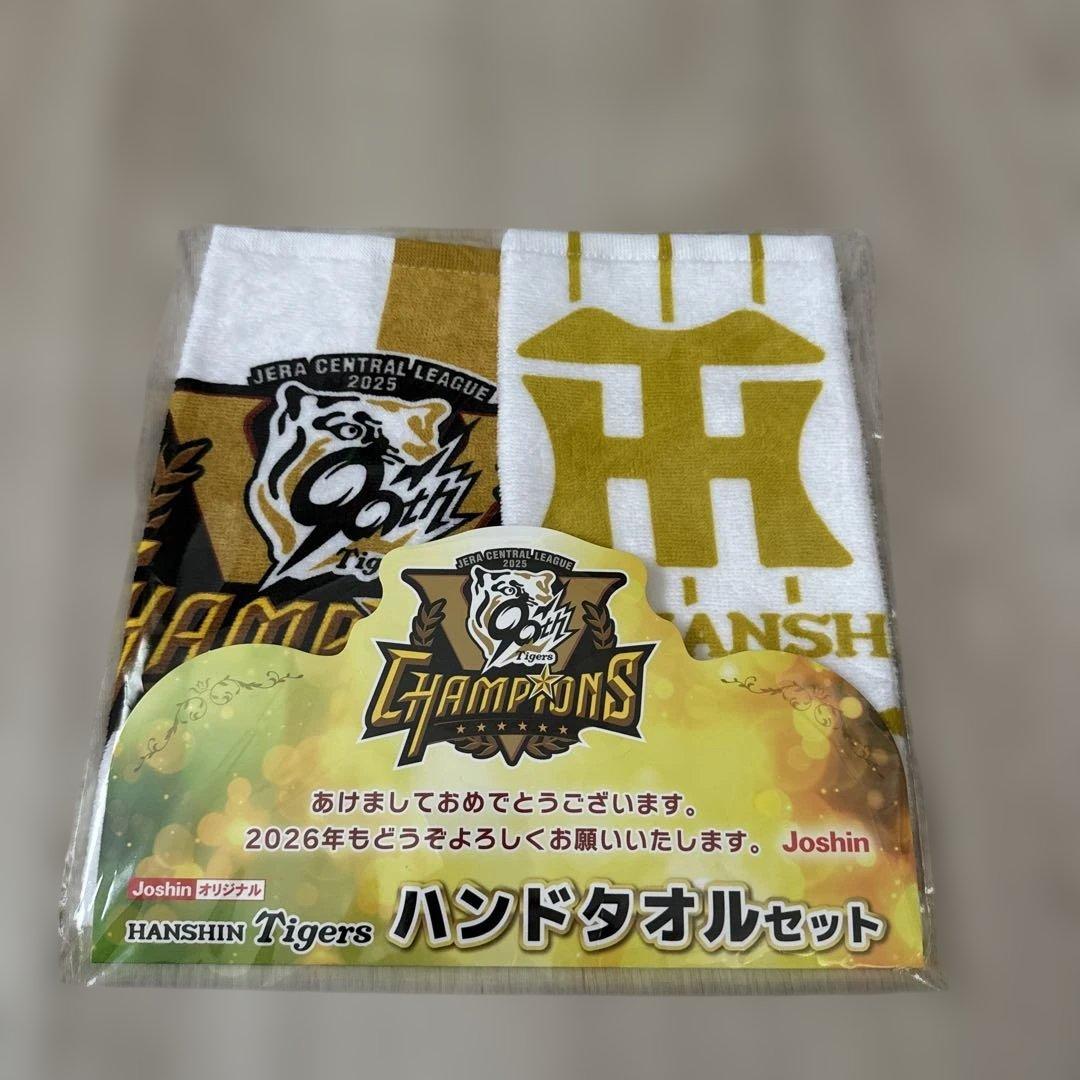 JERA CENTRAL LEAGUE
2025
90th
HAMP
HT
ANSH
JERA CENTRAL LEAGUE
2025
90th
Tigers
CHAMPIONS
あけましておめでとうございます。
2026年もどうぞよろしくお願いいたします。 Joshin
Joshin オリジナル
HANSHIN Tigers ハンドタオルセット